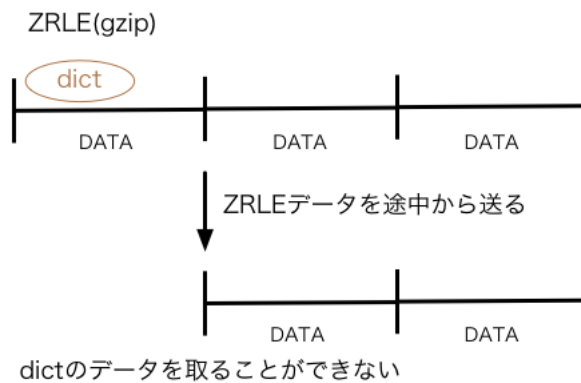 ZRLE(gzip)
dict
DATA DATA DATA
ZRLEデータを途中から送る
DATA DATA
dictのデータを取ることができない